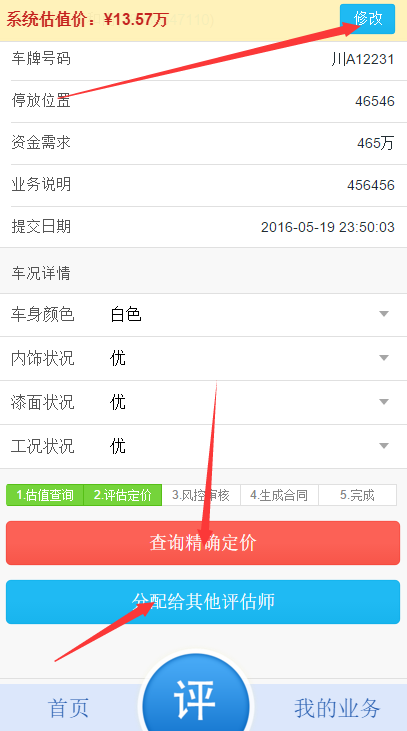 系统估值价：¥13.57万
修改
车牌号码 川A12231
停放位置 46546
资金需求 465万
业务说明 456456
提交日期 2016-05-19 23:50:03
车况详情
车身颜色 白色
内饰状况 优
漆面状况 优
工况状况 优
1.估值查询 2.评估定价 3.风控审核 4.生成合同 5.完成
查询精确定价
分配给其他评估师
首页 评 我的业务